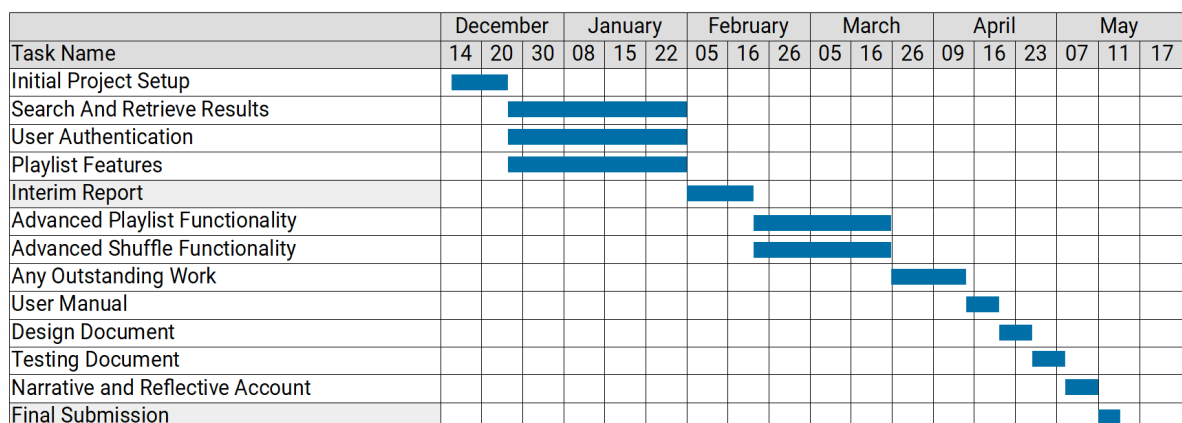 December January February March April May
Task Name 14 20 30 08 15 22 05 16 26 05 16 26 09 16 23 07 11 17
Initial Project Setup
Search And Retrieve Results
User Authentication
Playlist Features
Interim Report
Advanced Playlist Functionality
Advanced Shuffle Functionality
Any Outstanding Work
User Manual
Design Document
Testing Document
Narrative and Reflective Account
Final Submission